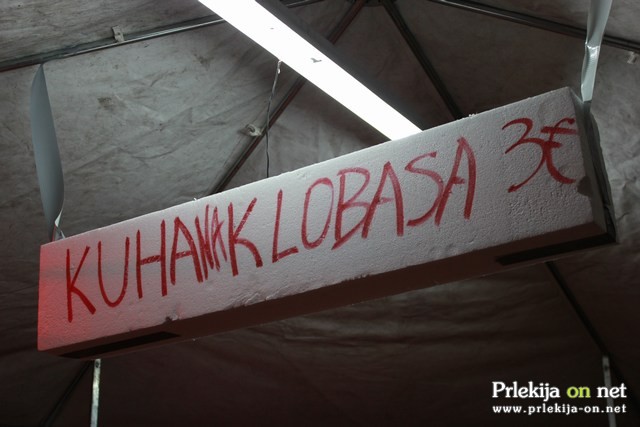 KUHANA KLOBASA 3€
Prlekija on net
www.prlekija-on.net